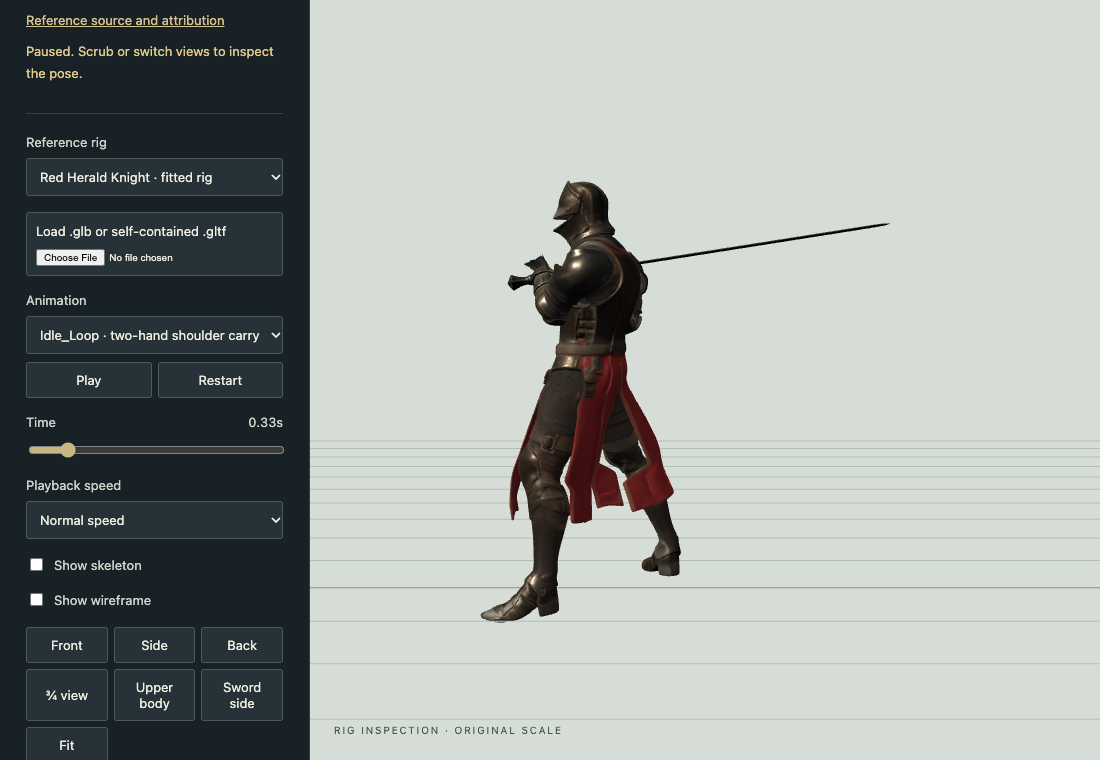 Reference source and attribution
Paused. Scrub or switch views to inspect
the pose.
Reference rig
Red Herald Knight · fitted rig
Load .glb or self-contained .gltf
Choose File No file chosen
Animation
Idle_Loop · two-hand shoulder carry
Play Restart
Time 0.33s
Playback speed
Normal speed
Show skeleton
Show wireframe
Front Side Back
¾ view Upper body Sword side
Fit
RIG INSPECTION · ORIGINAL SCALE